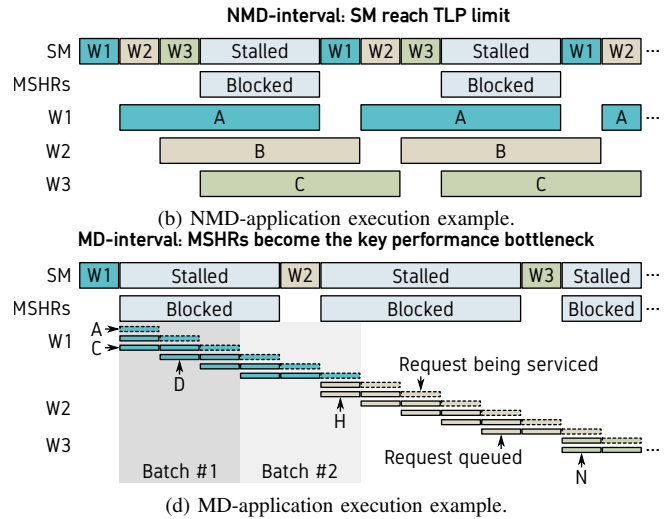 NMD-interval: SM reach TLP limit
SM W1 W2 W3 Stalled W1 W2 W3 Stalled W1 W2 ...
MSHRs Blocked Blocked
W1 A A A ...
W2 B B
W3 C C
(b) NMD-application execution example.
MD-interval: MSHRs become the key performance bottleneck
SM W1 Stalled W2 Stalled W3 Stalled ...
MSHRs Blocked Blocked Blocked ...
A
W1
C
D
Request being serviced
W2
H
Request queued
W3
Batch #1 Batch #2
N
(d) MD-application execution example.